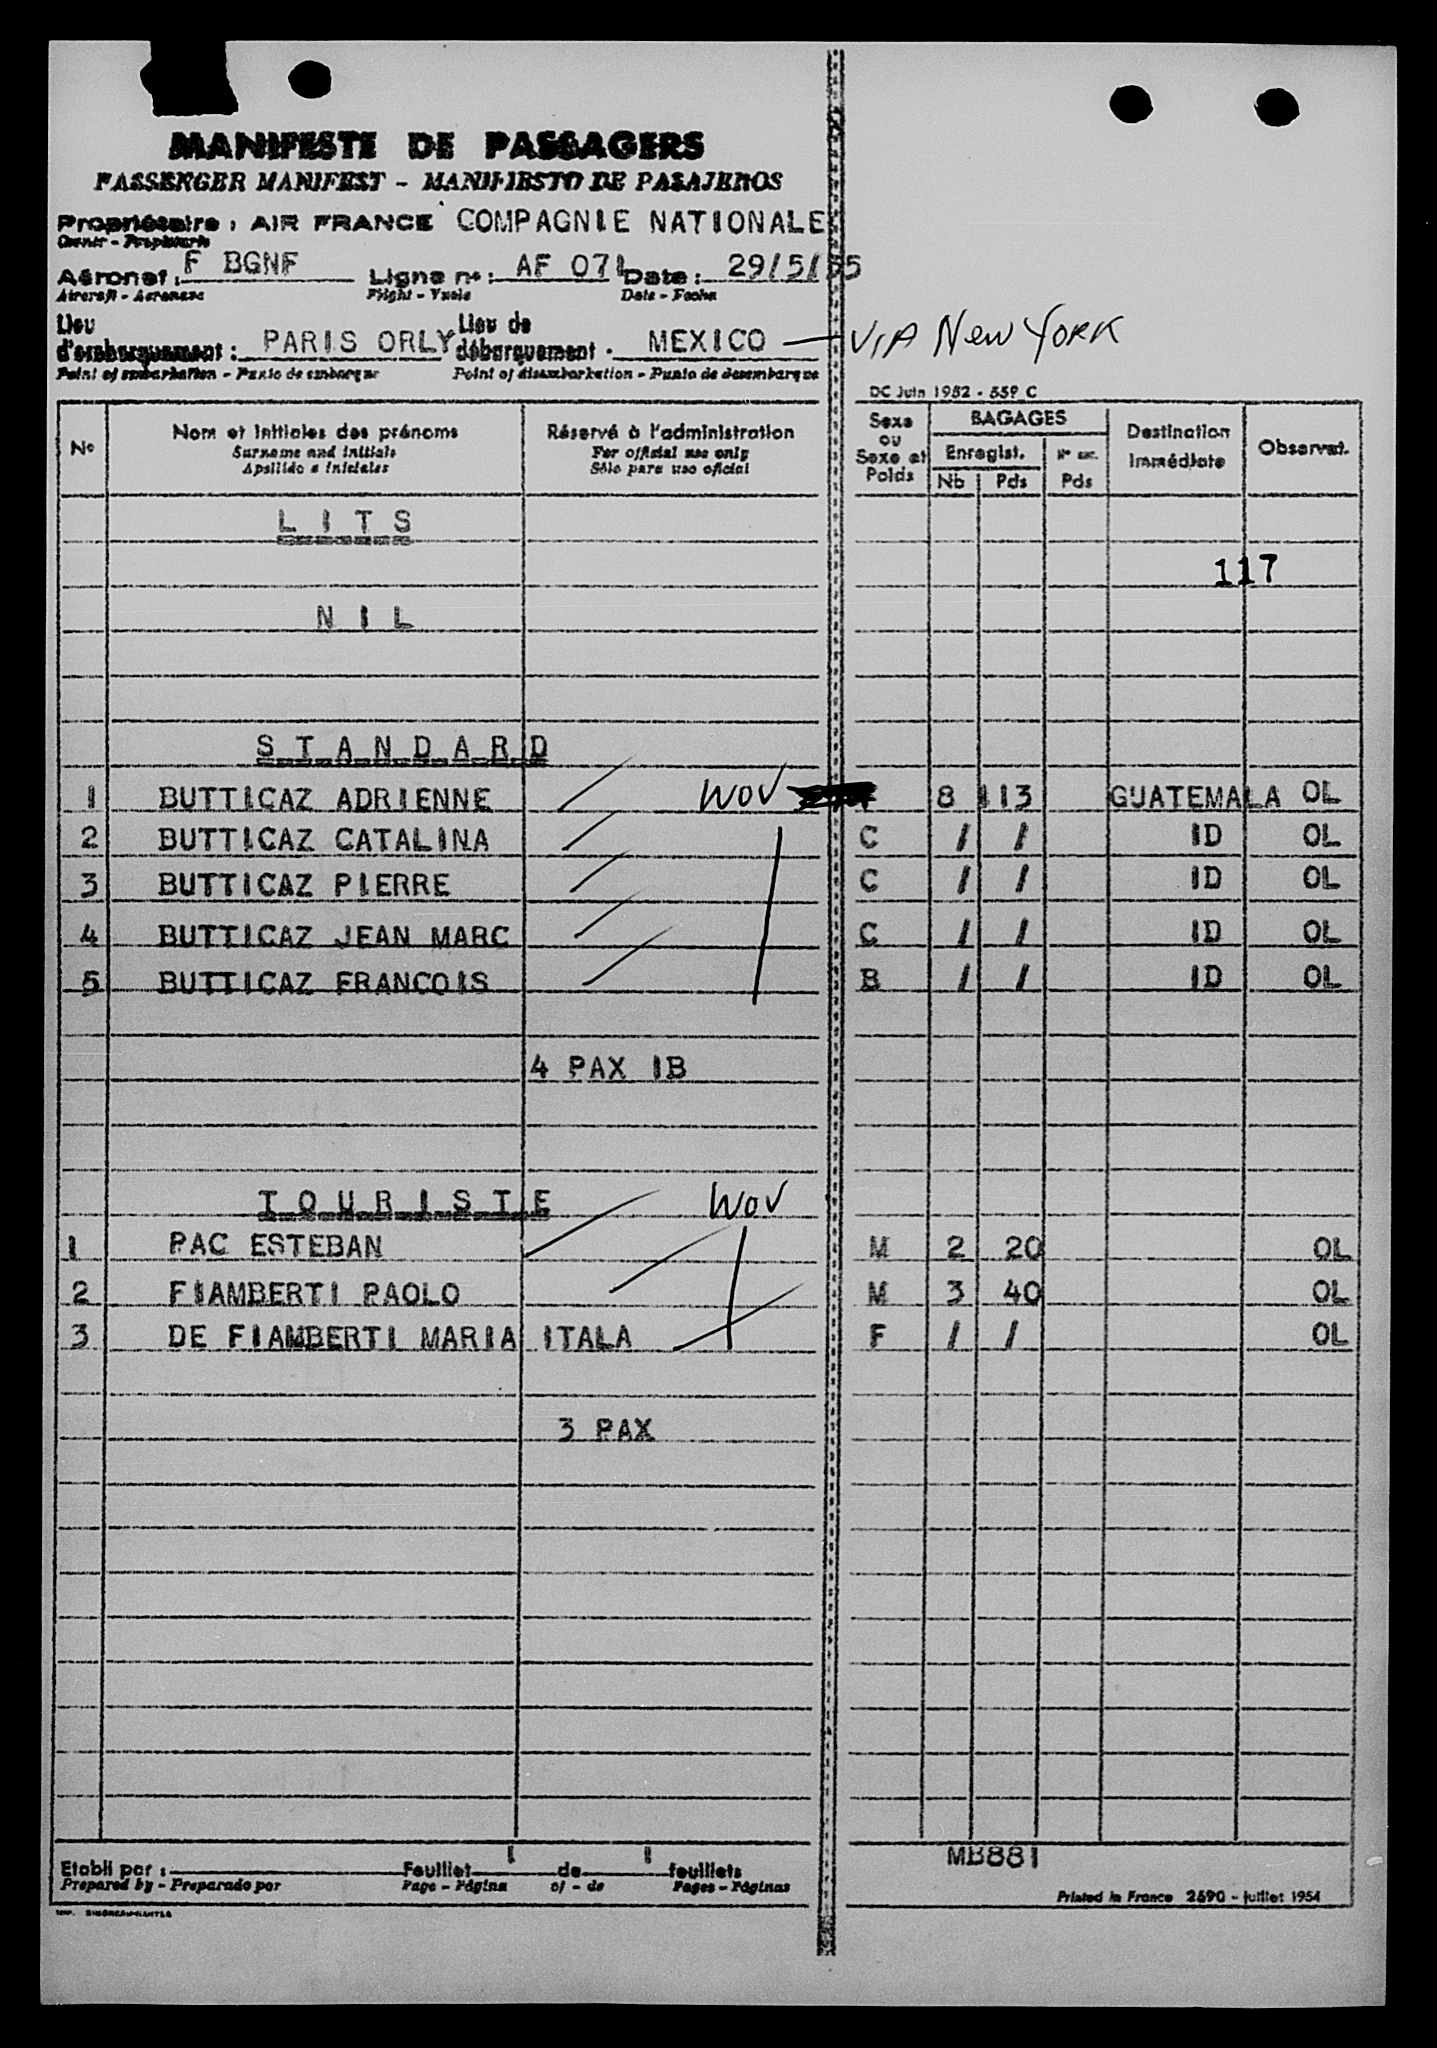 MANIFESTE DE PASSAGERS
PASSENGER MANIFEST - MANIFIESTO DE PASAJEROS
Propriétaire : AIR FRANCE COMPAGNIE NATIONALE
Owner - Propietario
Aéronef : F BGNF Ligne n° : AF 071 Date : 29/5/55
Aircraft - Aeronave Flight - Vuelo Date - Fecha
Lieu d'embarquement : PARIS ORLY Lieu de débarquement : MEXICO — VIA New YORK
Point of embarkation - Punto de embarque Point of disembarkation - Punto de desembarque
DC Juin 1952 - 559 C
N° Nom et initiales des prénoms Réservé à l'administration Sexe ou Sexe et Poids BAGAGES Destination immédiate Observat.
Surname and initials For official use only Enregist. N° enr.
Apellido e iniciales Sólo para uso oficial Nb Pds Pds
L I T S
117
N I L
S T A N D A R D
1 BUTTICAZ ADRIENNE WOV 8 113 GUATEMALA OL
2 BUTTICAZ CATALINA C / / ID OL
3 BUTTICAZ PIERRE C / / ID OL
4 BUTTICAZ JEAN MARC C / / ID OL
5 BUTTICAZ FRANCOIS B / / ID OL
4 PAX 1B
T O U R I S T E WOV
1 PAC ESTEBAN M 2 20 OL
2 FIAMBERTI PAOLO M 3 40 OL
3 DE FIAMBERTI MARIA ITALA F / / OL
3 PAX
Etabli par : Feuillet 1 de 1 feuillets MB881
Prepared by - Preparado por Page - Página of - de Pages - Páginas
Printed in France 2690 - juillet 1954